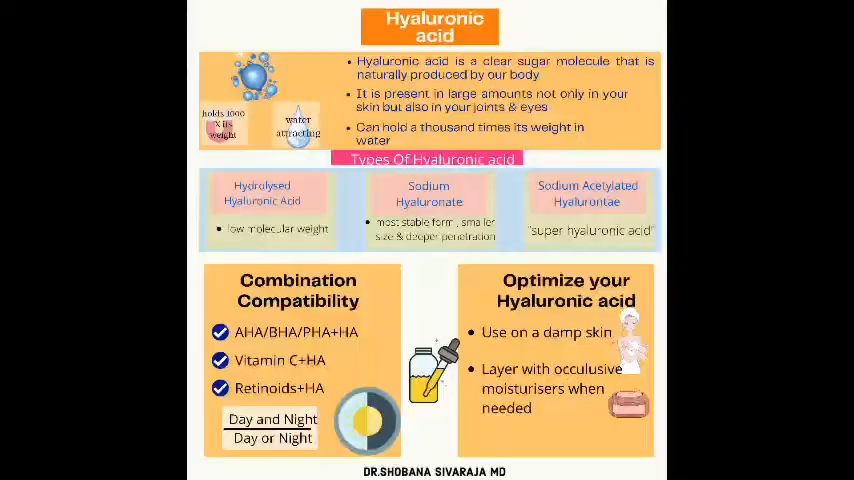 Hyaluronic
acid
• Hyaluronic acid is a clear sugar molecule that is
naturally produced by our body
• It is present in large amounts not only in your
skin but also in your joints & eyes
• Can hold a thousand times its weight in
water
holds 1000
X its
weight
water
attracting
Types Of Hyaluronic acid
Hydrolysed
Hyaluronic Acid
• low molecular weight
Sodium
Hyaluronate
• most stable form , smaller
size & deeper penetration
Sodium Acetylated
Hyalurontae
"super hyaluronic acid"
Combination
Compatibility
AHA/BHA/PHA+HA
Vitamin C+HA
Retinoids+HA
Day and Night
Day or Night
Optimize your
Hyaluronic acid
• Use on a damp skin
• Layer with occulusive
moisturisers when
needed
DR.SHOBANA SIVARAJA MD